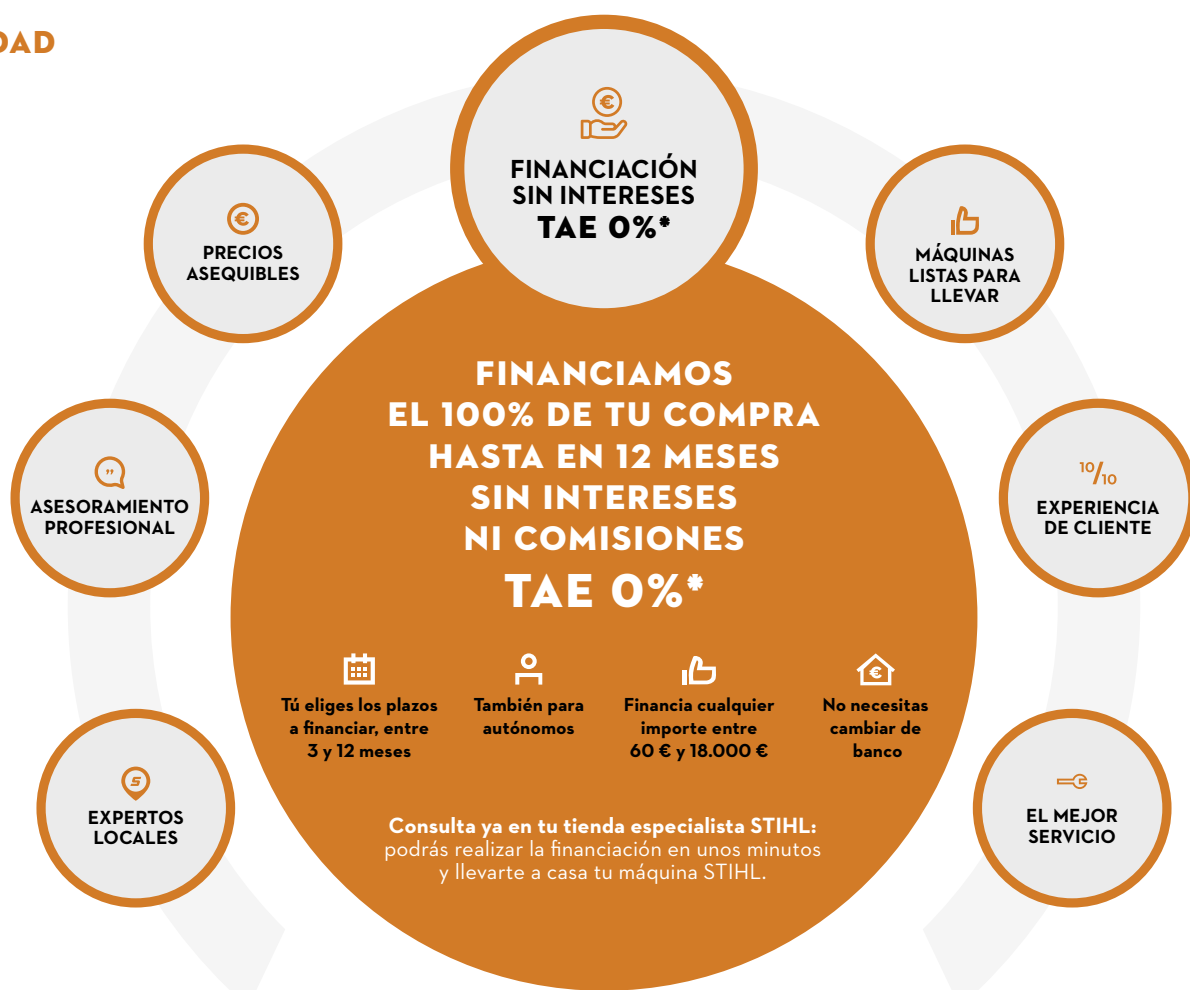 DAD
€
FINANCIACIÓN
SIN INTERESES
TAE 0%*
€
PRECIOS
ASEQUIBLES
MÁQUINAS
LISTAS PARA
LLEVAR
"
ASESORAMIENTO
PROFESIONAL
10/10
EXPERIENCIA
DE CLIENTE
S
EXPERTOS
LOCALES
EL MEJOR
SERVICIO
FINANCIAMOS
EL 100% DE TU COMPRA
HASTA EN 12 MESES
SIN INTERESES
NI COMISIONES
TAE 0%*
Tú eliges los plazos
a financiar, entre
3 y 12 meses
También para
autónomos
Financia cualquier
importe entre
60 € y 18.000 €
€
No necesitas
cambiar de
banco
Consulta ya en tu tienda especialista STIHL:
podrás realizar la financiación en unos minutos
y llevarte a casa tu máquina STIHL.